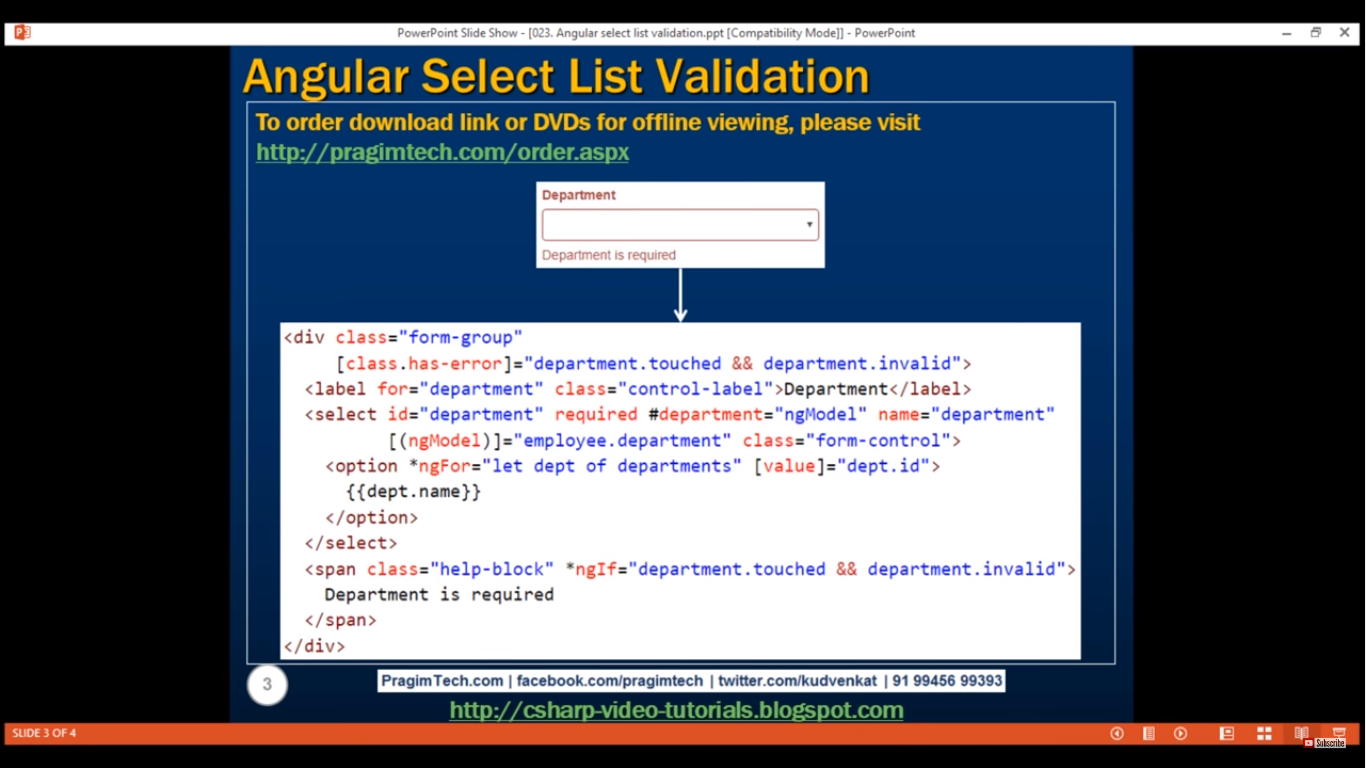 PowerPoint Slide Show - [023. Angular select list validation.ppt [Compatibility Mode]] - PowerPoint
Angular Select List Validation
To order download link or DVDs for offline viewing, please visit
http://pragimtech.com/order.aspx
Department
Department is required
<div class="form-group"
[class.has-error]="department.touched && department.invalid">
<label for="department" class="control-label">Department</label>
<select id="department" required #department="ngModel" name="department"
[(ngModel)]="employee.department" class="form-control">
<option *ngFor="let dept of departments" [value]="dept.id">
{{dept.name}}
</option>
</select>
<span class="help-block" *ngIf="department.touched && department.invalid">
Department is required
</span>
</div>
3
PragimTech.com | facebook.com/pragimtech | twitter.com/kudvenkat | 91 99456 99393
http://csharp-video-tutorials.blogspot.com
SLIDE 3 OF 4
Subscribe